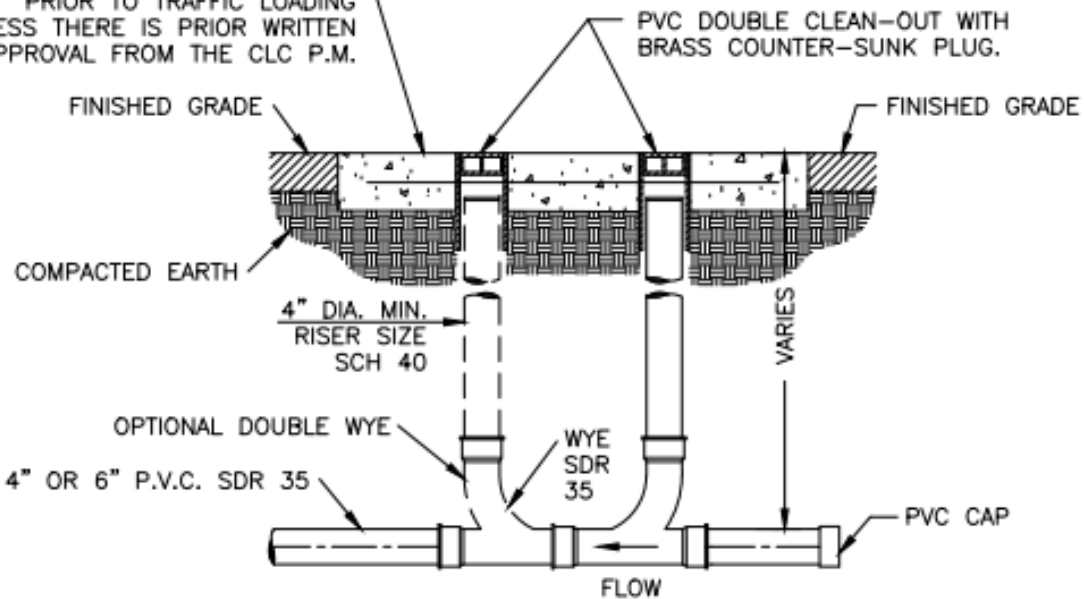 PRIOR TO TRAFFIC LOADING
ESS THERE IS PRIOR WRITTEN
PPROVAL FROM THE CLC P.M.
PVC DOUBLE CLEAN-OUT WITH
BRASS COUNTER-SUNK PLUG.
FINISHED GRADE
FINISHED GRADE
COMPACTED EARTH
4" DIA. MIN.
RISER SIZE
SCH 40
VARIES
OPTIONAL DOUBLE WYE
WYE
SDR
35
4" OR 6" P.V.C. SDR 35
PVC CAP
FLOW